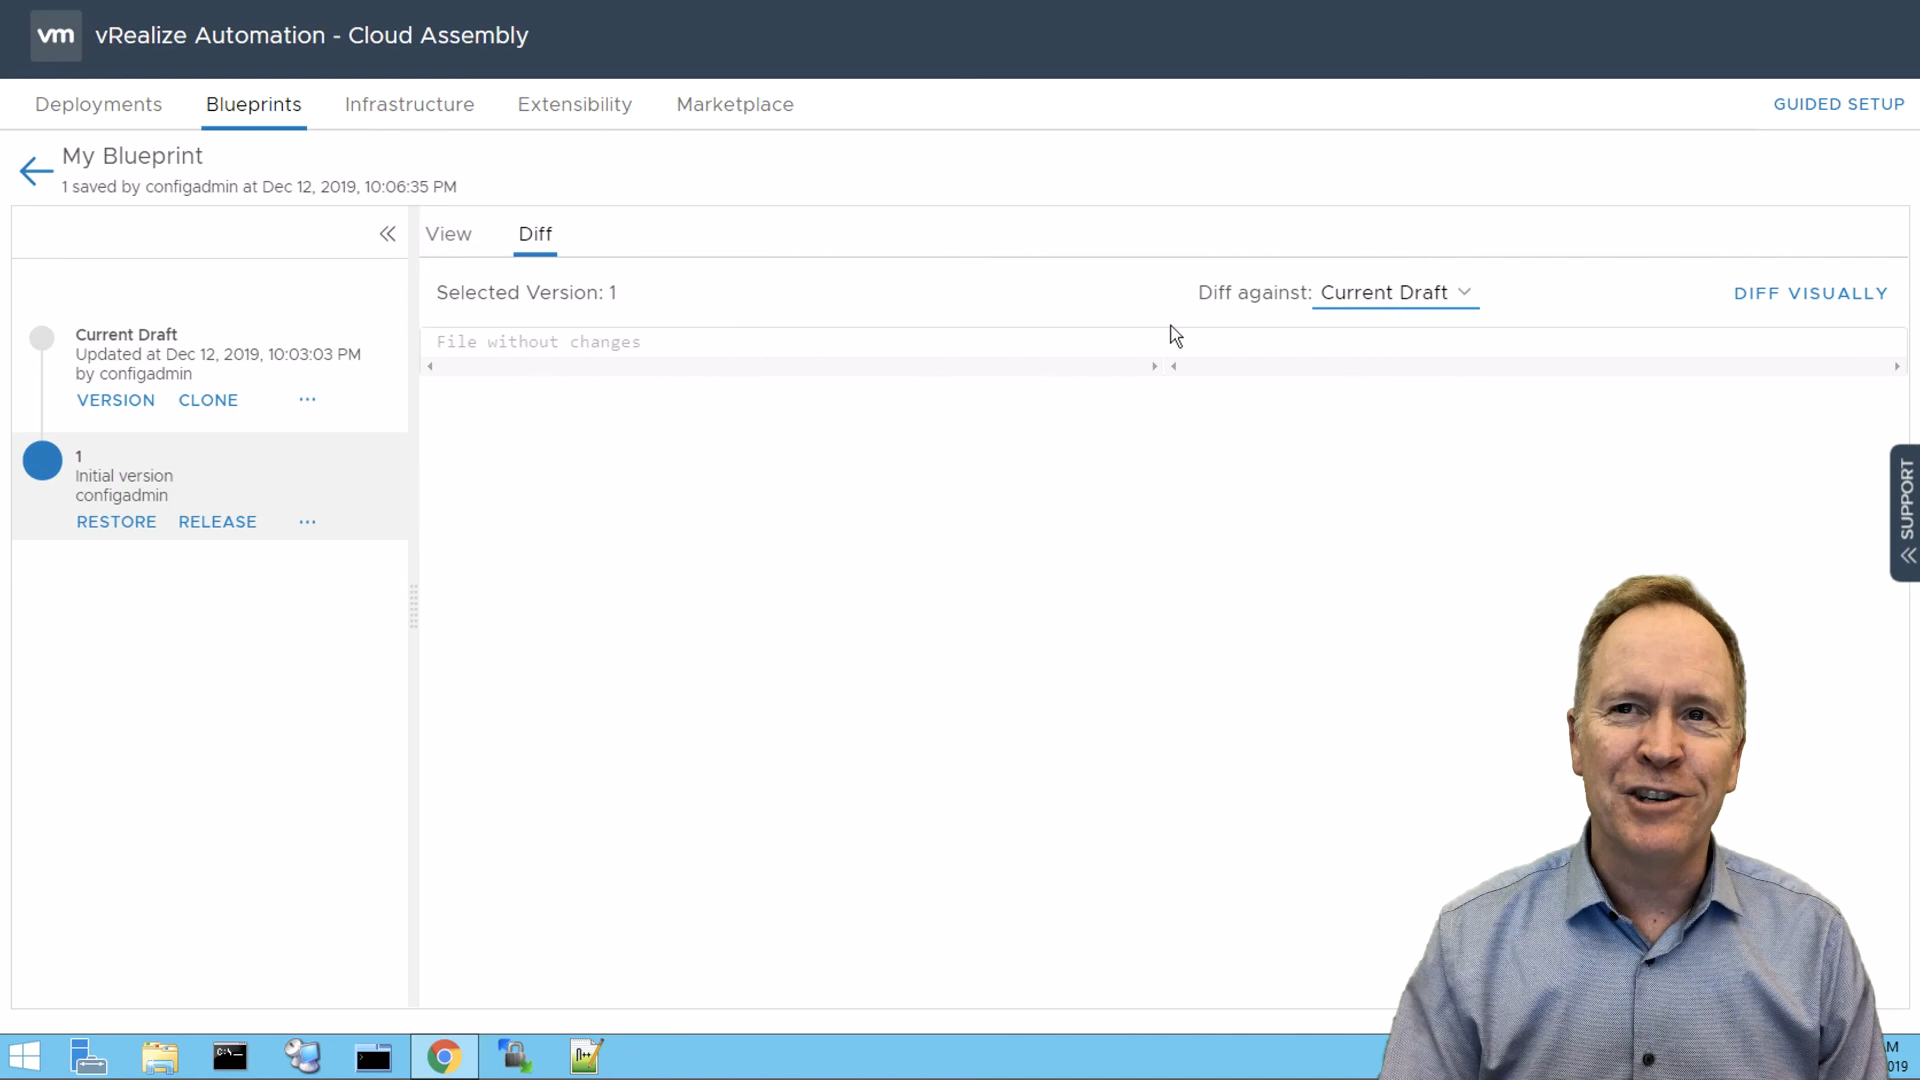 vm vRealize Automation - Cloud Assembly
Deployments Blueprints Infrastructure Extensibility Marketplace GUIDED SETUP
My Blueprint
1 saved by configadmin at Dec 12, 2019, 10:06:35 PM
View Diff
Selected Version: 1 Diff against: Current Draft DIFF VISUALLY
File without changes
Current Draft
Updated at Dec 12, 2019, 10:03:03 PM
by configadmin
VERSION CLONE ...
1
Initial version
configadmin
RESTORE RELEASE ...
SUPPORT
C:\
N++
M
019